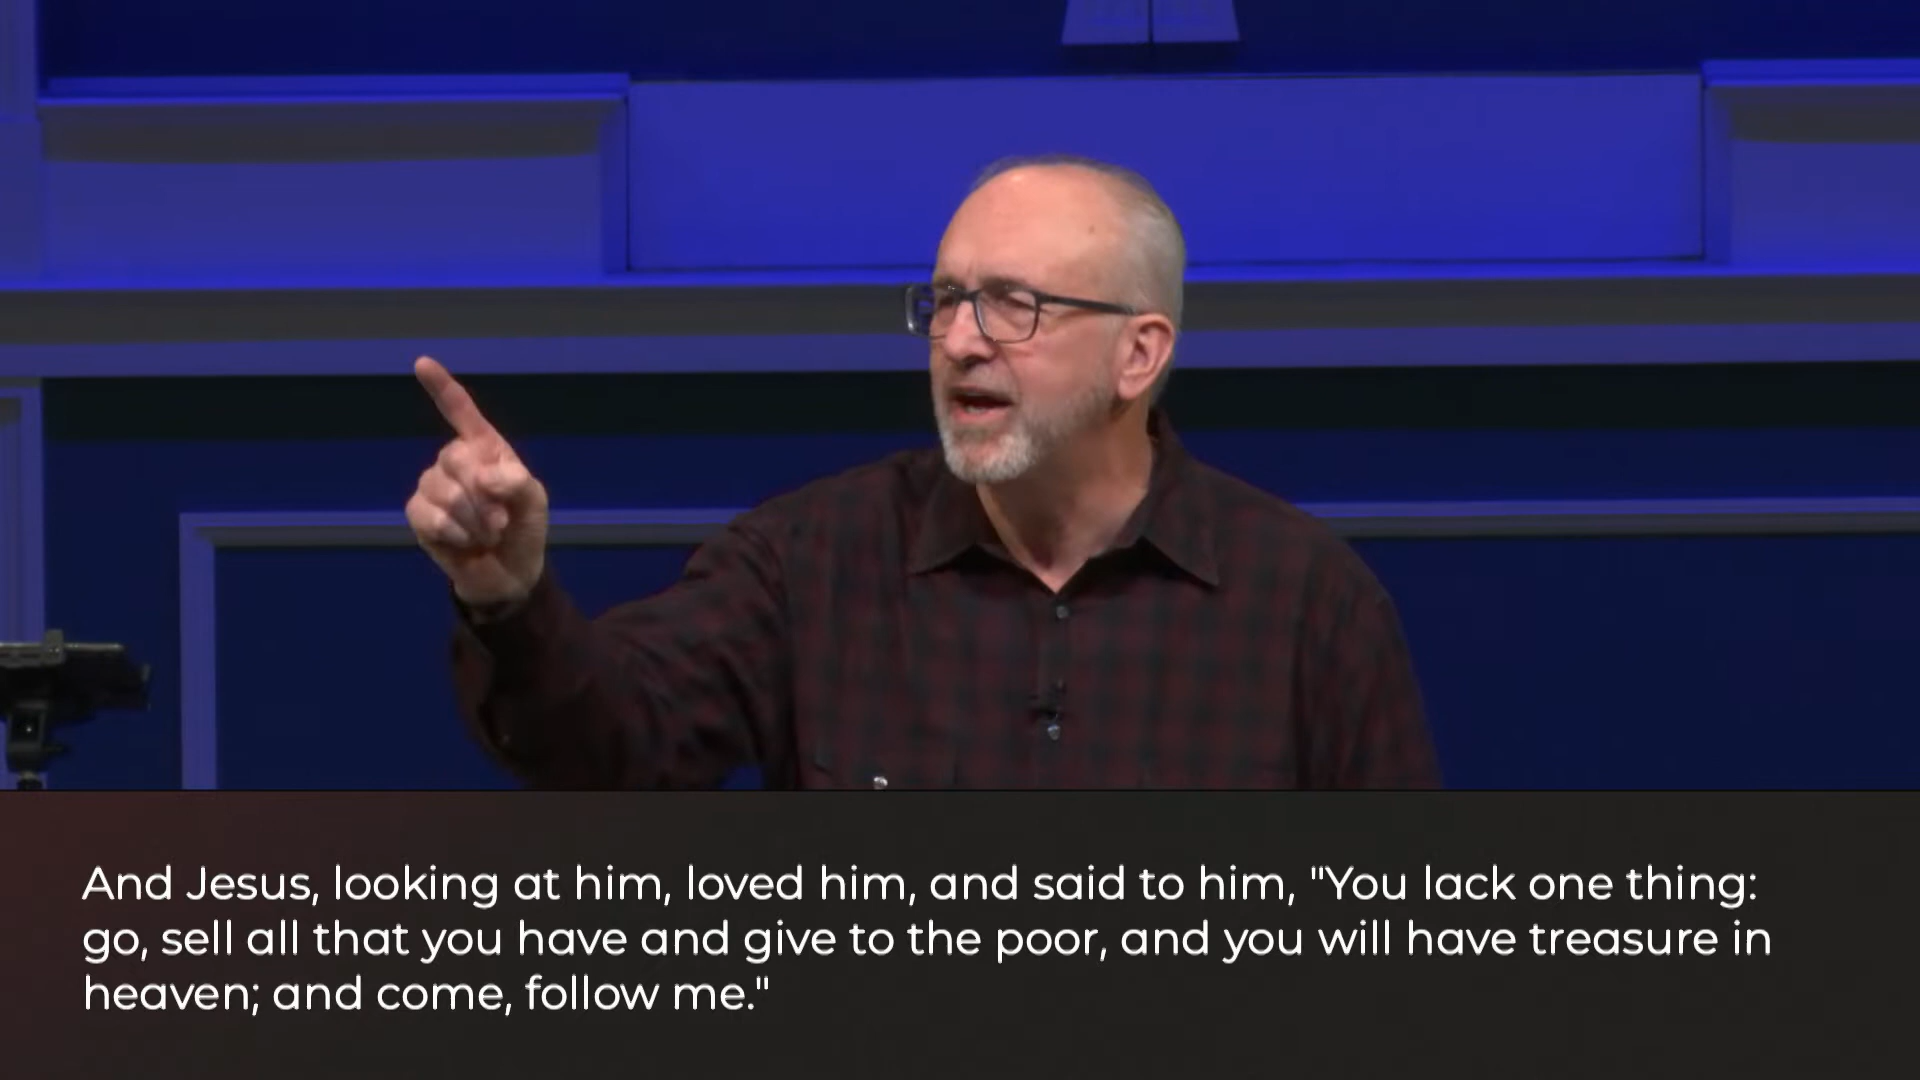 And Jesus, looking at him, loved him, and said to him, "You lack one thing:
go, sell all that you have and give to the poor, and you will have treasure in
heaven; and come, follow me."